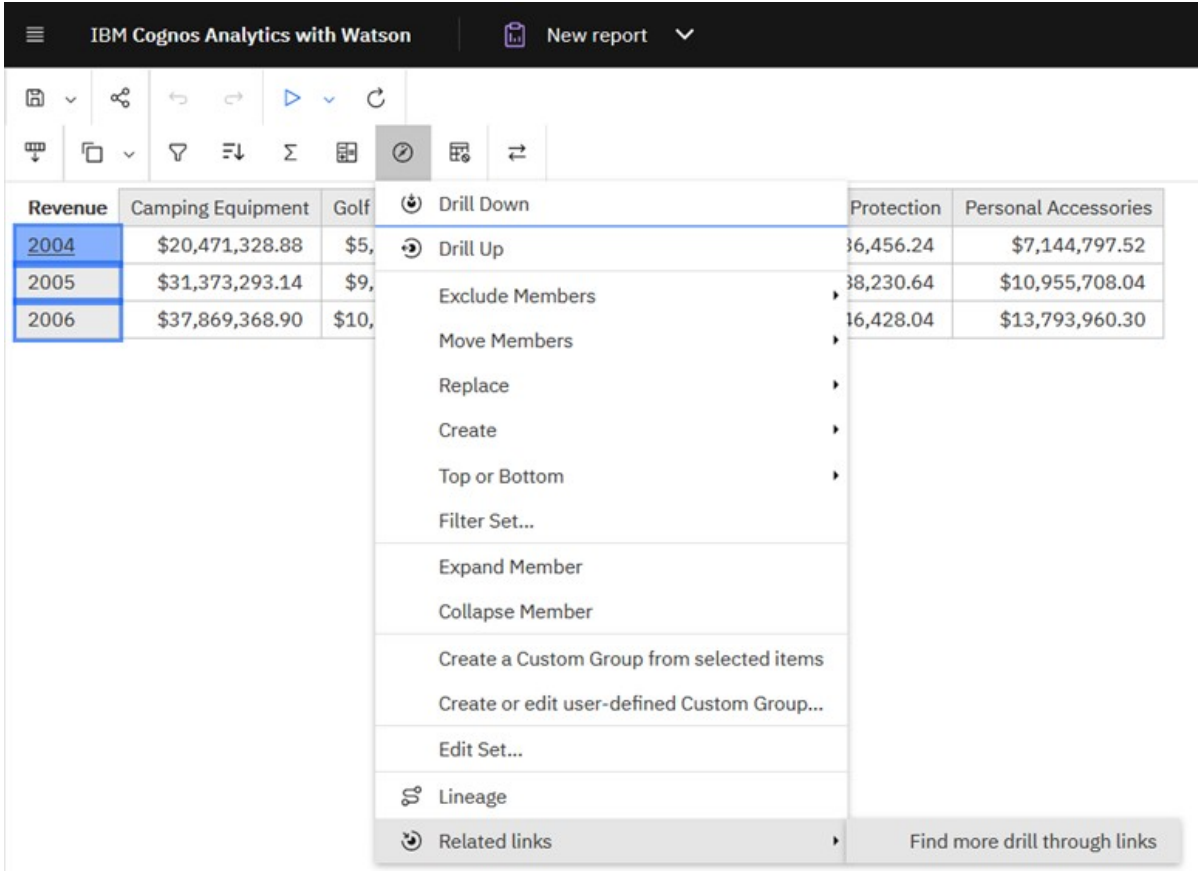 IBM Cognos Analytics with Watson New report
Revenue Camping Equipment Golf Protection Personal Accessories
2004 $20,471,328.88 $5, 36,456.24 $7,144,797.52
2005 $31,373,293.14 $9, 38,230.64 $10,955,708.04
2006 $37,869,368.90 $10, 46,428.04 $13,793,960.30
Drill Down
Drill Up
Exclude Members
Move Members
Replace
Create
Top or Bottom
Filter Set...
Expand Member
Collapse Member
Create a Custom Group from selected items
Create or edit user-defined Custom Group...
Edit Set...
Lineage
Related links Find more drill through links